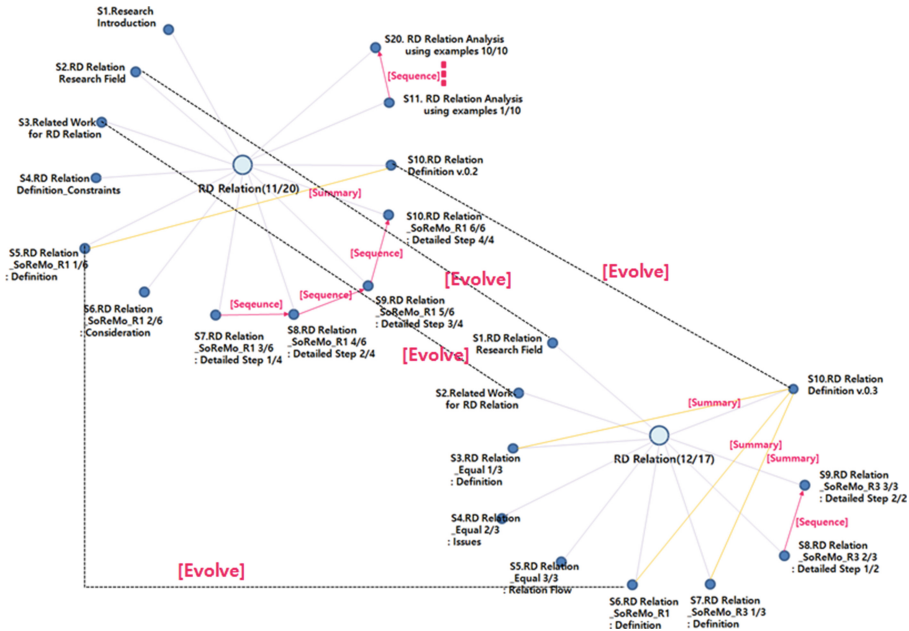 S1.Research
Introduction
S2.RD Relation
Research Field
S3.Related Work
for RD Relation
S4.RD Relation
Definition_Constraints
S5.RD Relation
_SoReMo_R1 1/6
: Definition
S6.RD Relation
_SoReMo_R1 2/6
: Consideration
S7.RD Relation
_SoReMo_R1 3/6
: Detailed Step 1/4
[Seqeunce]
S8.RD Relation
_SoReMo_R1 4/6
: Detailed Step 2/4
[Sequence]
S9.RD Relation
_SoReMo_R1 5/6
: Detailed Step 3/4
[Sequence]
S10.RD Relation
_SoReMo_R1 6/6
: Detailed Step 4/4
[Summary]
RD Relation(11/20)
S10.RD Relation
Definition v.0.2
S11. RD Relation Analysis
using examples 1/10
[Sequence]
S20. RD Relation Analysis
using examples 10/10
[Evolve]
[Evolve]
[Evolve]
[Evolve]
S1.RD Relation
Research Field
S2.Related Work
for RD Relation
S3.RD Relation
_Equal 1/3
: Definition
S4.RD Relation
_Equal 2/3
: Issues
S5.RD Relation
_Equal 3/3
: Relation Flow
S6.RD Relation
_SoReMo_R1
: Definition
S7.RD Relation
_SoReMo_R3 1/3
: Definition
S8.RD Relation
_SoReMo_R3 2/3
: Detailed Step 1/2
[Sequence]
S9.RD Relation
_SoReMo_R3 3/3
: Detailed Step 2/2
S10.RD Relation
Definition v.0.3
[Summary]
[Summary]
[Summary]
RD Relation(12/17)